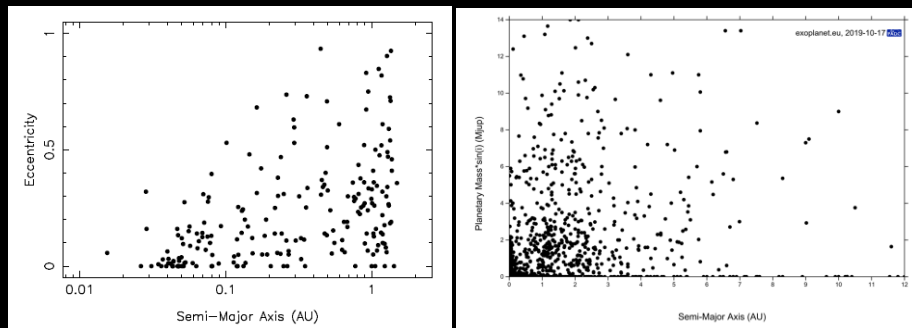 1
0.5
0
Eccentricity
0.01
0.1
1
Semi-Major Axis (AU)
exoplanet.eu, 2019-10-17
14
12
10
8
6
4
2
0
Planetary Mass*sin(i) (Mjup)
0 1 2 3 4 5 6 7 8 9 10 11 12
Semi-Major Axis (AU)